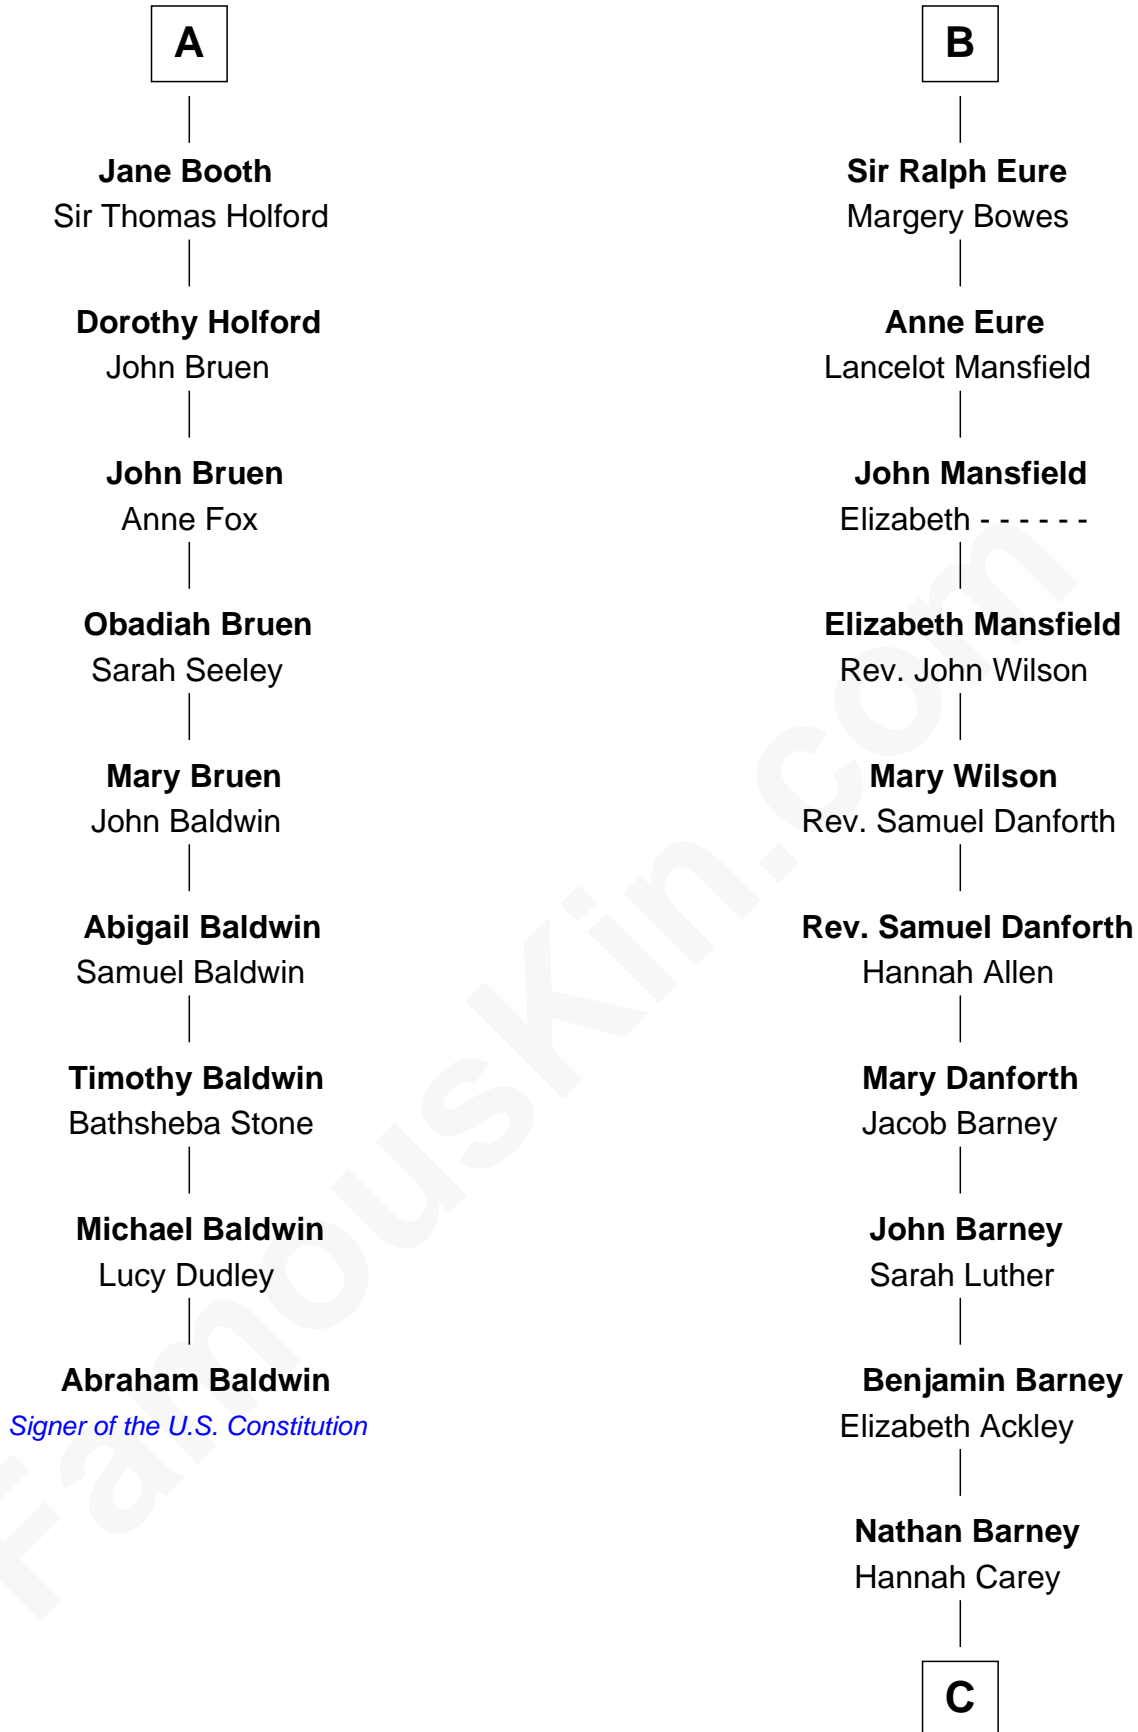 A
Jane Booth
Sir Thomas Holford
Dorothy Holford
John Bruen
John Bruen
Anne Fox
Obadiah Bruen
Sarah Seeley
Mary Bruen
John Baldwin
Abigail Baldwin
Samuel Baldwin
Timothy Baldwin
Bathsheba Stone
Michael Baldwin
Lucy Dudley
Abraham Baldwin
Signer of the U.S. Constitution
B
Sir Ralph Eure
Margery Bowes
Anne Eure
Lancelot Mansfield
John Mansfield
Elizabeth - - - - - -
Elizabeth Mansfield
Rev. John Wilson
Mary Wilson
Rev. Samuel Danforth
Rev. Samuel Danforth
Hannah Allen
Mary Danforth
Jacob Barney
John Barney
Sarah Luther
Benjamin Barney
Elizabeth Ackley
Nathan Barney
Hannah Carey
C
FamousKin.com